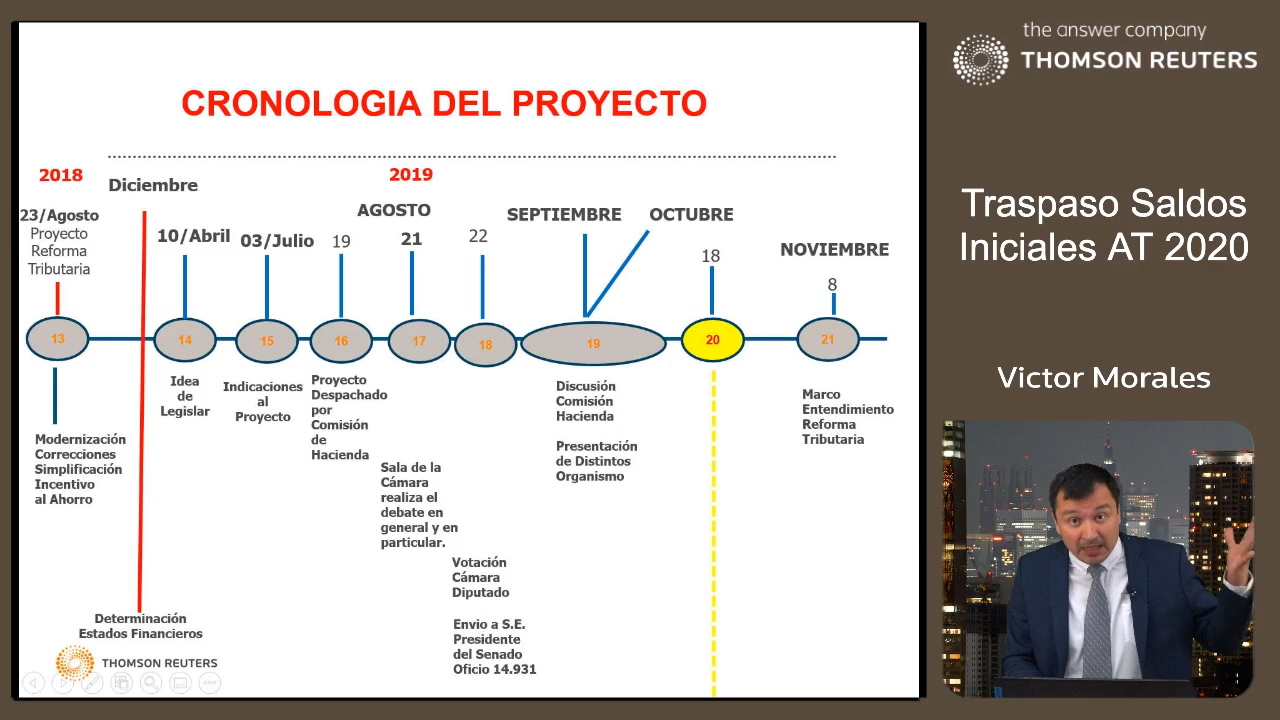 CRONOLOGIA DEL PROYECTO
2018
Diciembre
2019
23/Agosto
Proyecto
Reforma
Tributaria
10/Abril
03/Julio
AGOSTO
19
21
22
SEPTIEMBRE
OCTUBRE
18
NOVIEMBRE
8
13
14
15
16
17
18
19
20
21
Modernización
Correcciones
Simplificación
Incentivo
al Ahorro
Determinación
Estados Financieros
Idea
de
Legislar
Indicaciones
al
Proyecto
Proyecto
Despachado
por
Comisión
de
Hacienda
Sala de la
Cámara
realiza el
debate en
general y en
particular.
Votación
Cámara
Diputado
Envio a S.E.
Presidente
del Senado
Oficio 14.931
Discusión
Comisión
Hacienda
Presentación
de Distintos
Organismo
Marco
Entendimiento
Reforma
Tributaria
THOMSON REUTERS
the answer company
THOMSON REUTERS
Traspaso Saldos
Iniciales AT 2020
Victor Morales